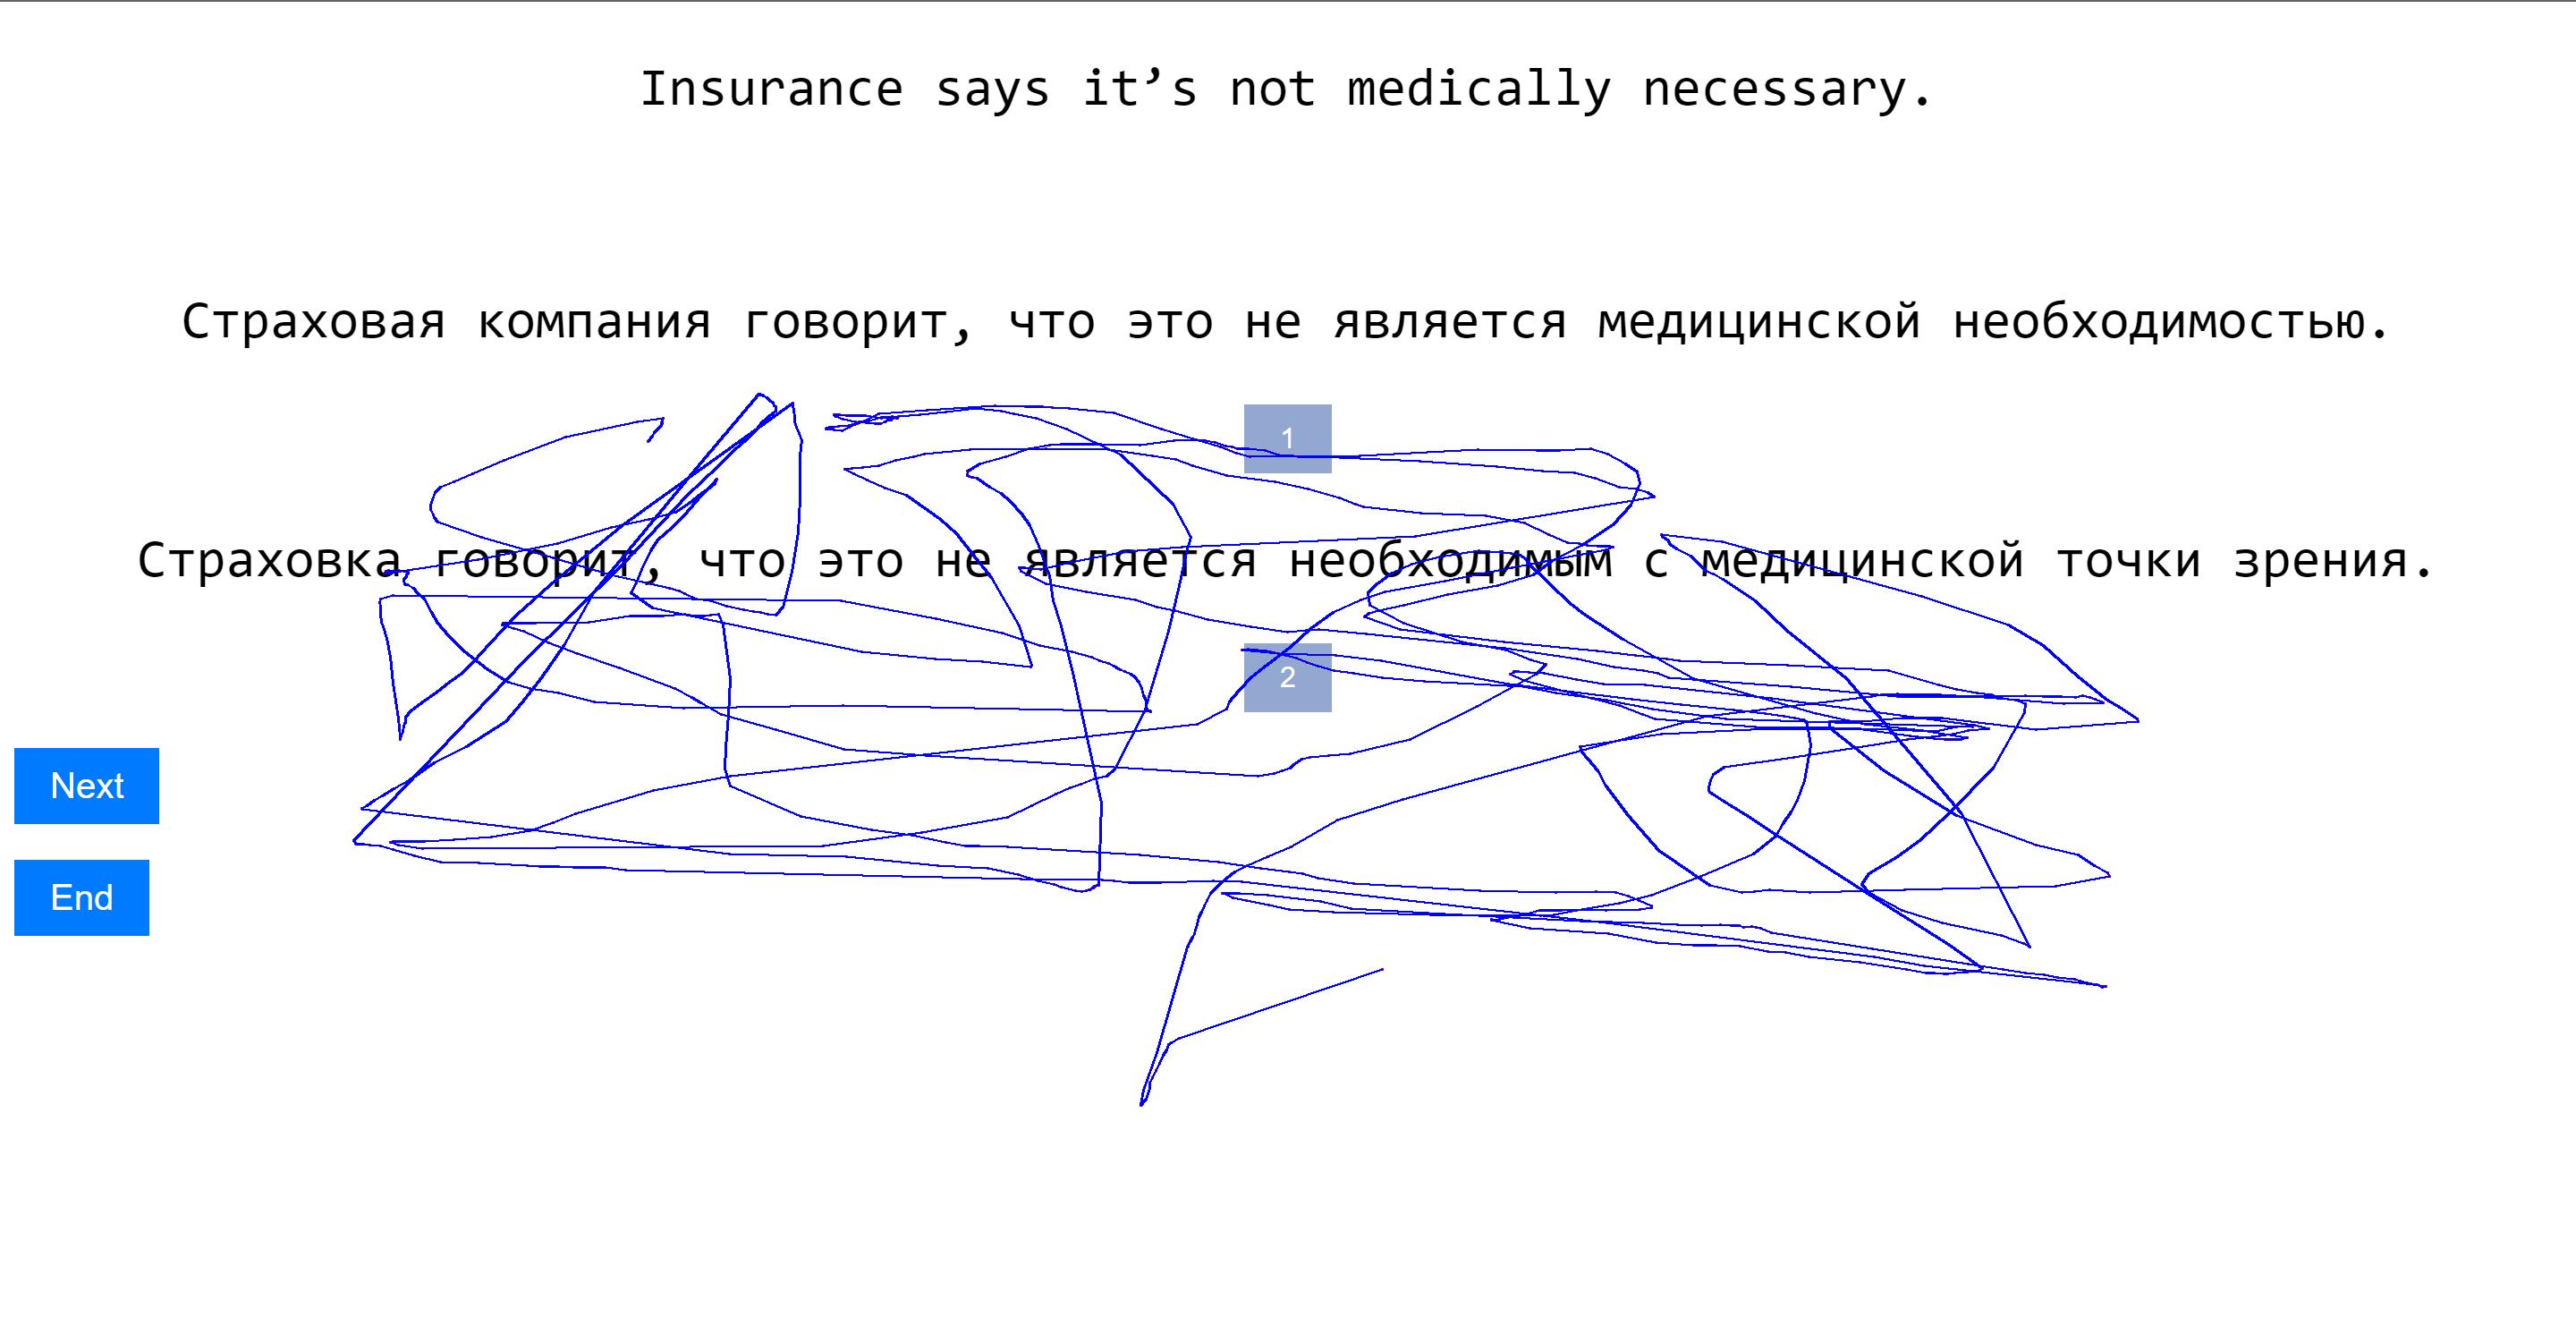 Insurance says it’s not medically necessary.
Страховая компания говорит, что это не является медицинской необходимостью.
1
Страховка говорит, что это не является необходимым с медицинской точки зрения.
2
Next
End